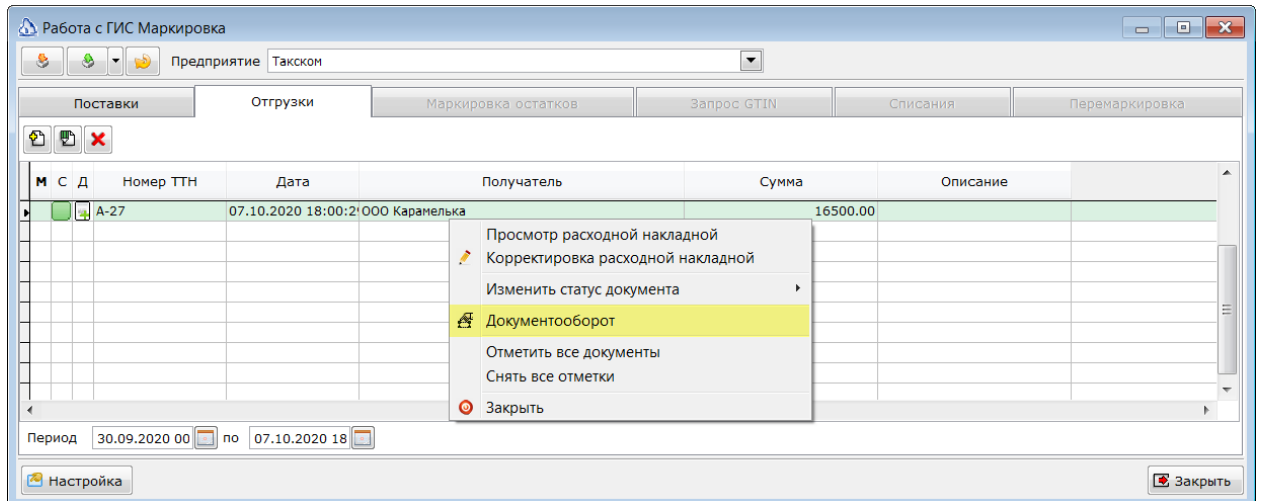 Работа с ГИС Маркировка
Предприятие Такском
Поставки Отгрузки Маркировка остатков Запрос GTIN Списания Перемаркировка
М С Д Номер ТТН Дата Получатель Сумма Описание
А-27 07.10.2020 18:00:2 ООО Карамелька 16500.00
Просмотр расходной накладной
Корректировка расходной накладной
Изменить статус документа
Документооборот
Отметить все документы
Снять все отметки
Закрыть
Период 30.09.2020 00 по 07.10.2020 18
Настройка Закрыть